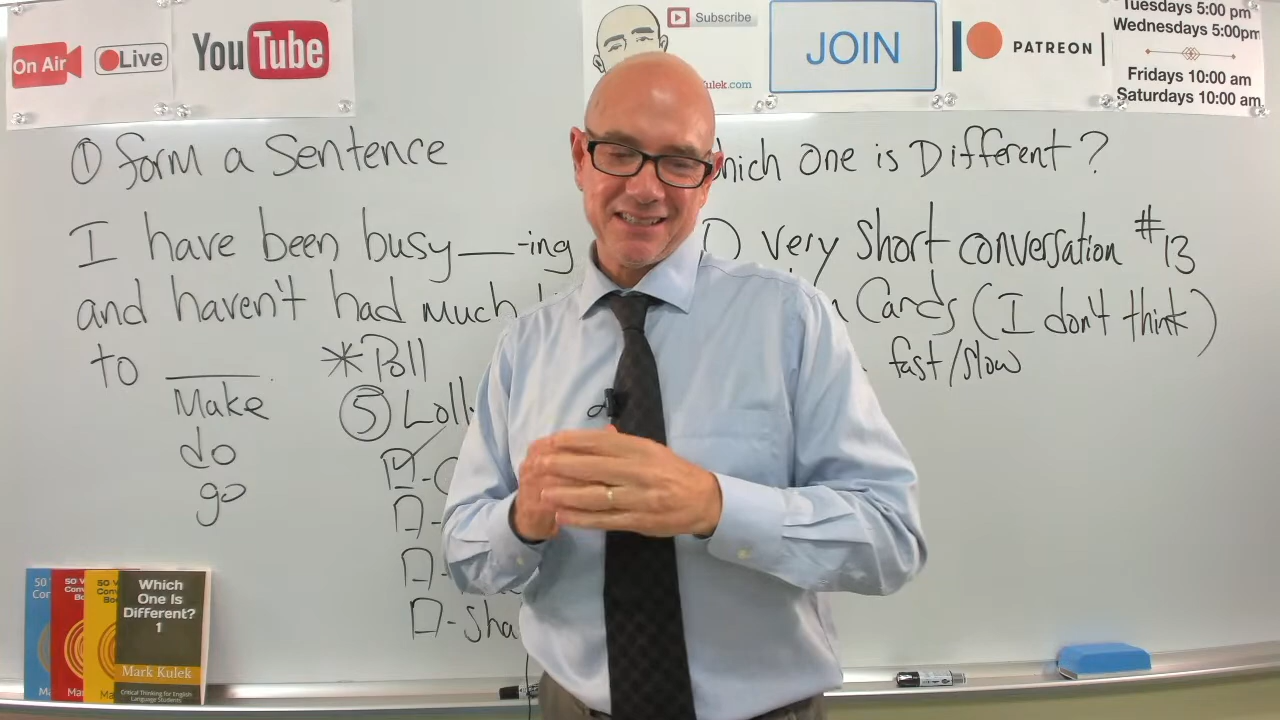 On Air
Live
YouTube
Subscribe
JOIN
PATREON
Tuesdays 5:00 pm
Wednesdays 5:00pm
Fridays 10:00 am
Saturdays 10:00 am
① form a Sentence
I have been busy ___-ing
and haven't had much
to ___
Make
do
go
*Poll
⑤
One is Different?
very short conversation #13
Cards (I don't think)
fast/slow
50
50
50
Which
One Is
Different?
1
Mark Kulek
Critical Thinking for English
Language Students